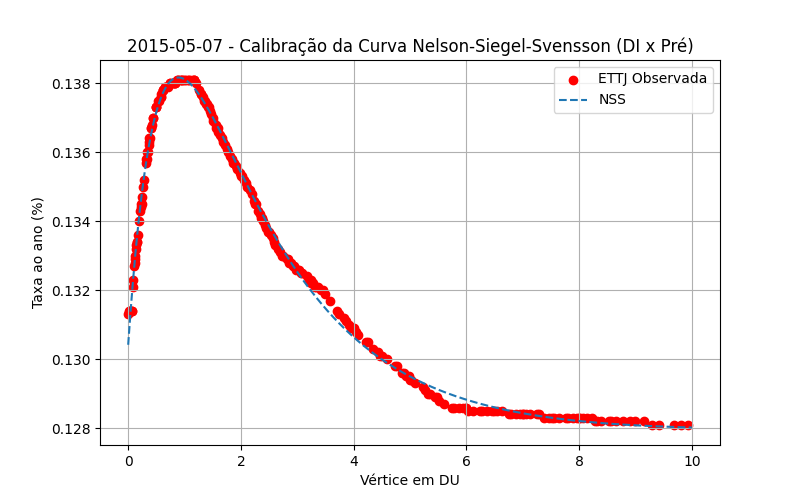 2015-05-07 - Calibração da Curva Nelson-Siegel-Svensson (DI x Pré)
ETTJ Observada
NSS
Taxa ao ano (%)
0.138
0.136
0.134
0.132
0.130
0.128
0
2
4
6
8
10
Vértice em DU